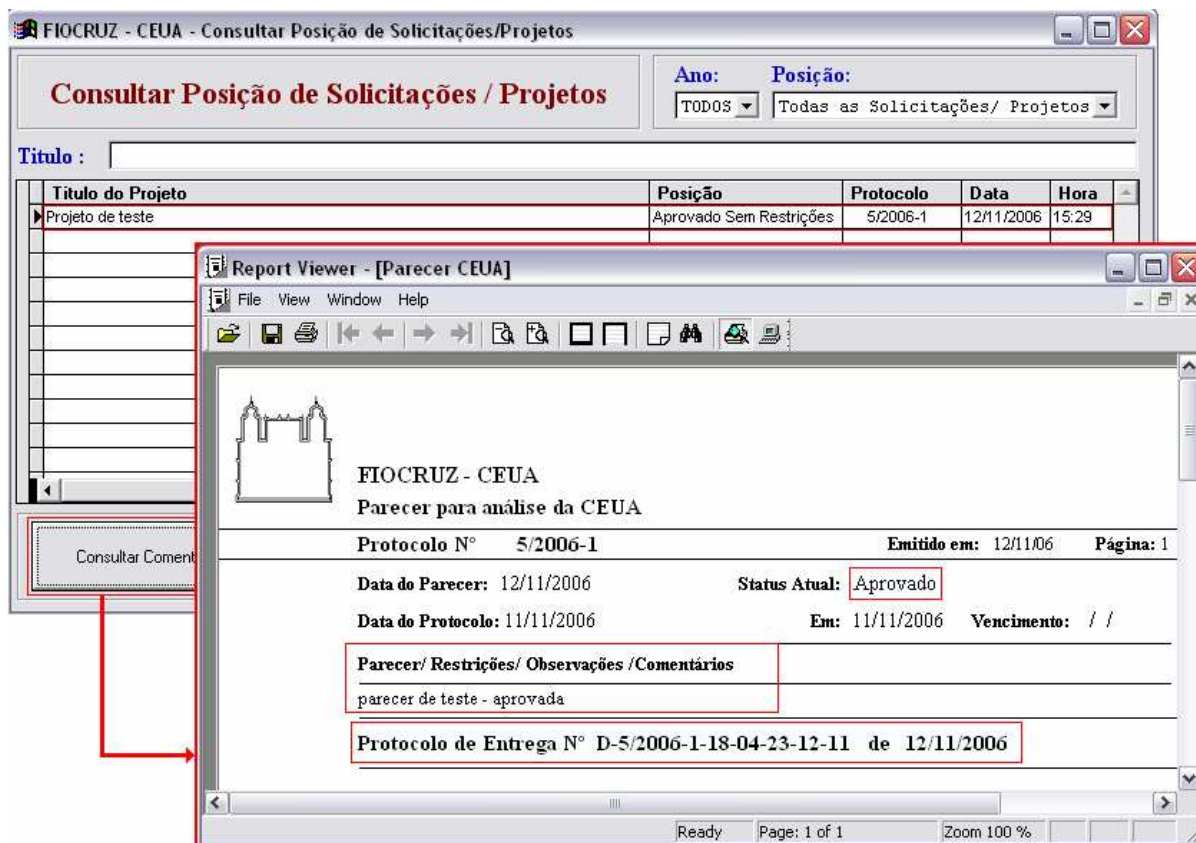 FIOCRUZ - CEUA - Consultar Posição de Solicitações/Projetos
Consultar Posição de Solicitações / Projetos
Ano: Posição:
TODOS Todas as Solicitações/ Projetos
Titulo :
Titulo do Projeto Posição Protocolo Data Hora
Projeto de teste Aprovado Sem Restrições 5/2006-1 12/11/2006 15:29
Report Viewer - [Parecer CEUA]
File View Window Help
FIOCRUZ - CEUA
Parecer para análise da CEUA
Protocolo N° 5/2006-1 Emitido em: 12/11/06 Página: 1
Consultar Coment
Data do Parecer: 12/11/2006 Status Atual: Aprovado
Data do Protocolo: 11/11/2006 Em: 11/11/2006 Vencimento: / /
Parecer/ Restrições/ Observações /Comentários
parecer de teste - aprovada
Protocolo de Entrega N° D-5/2006-1-18-04-23-12-11 de 12/11/2006
Ready Page: 1 of 1 Zoom 100 %